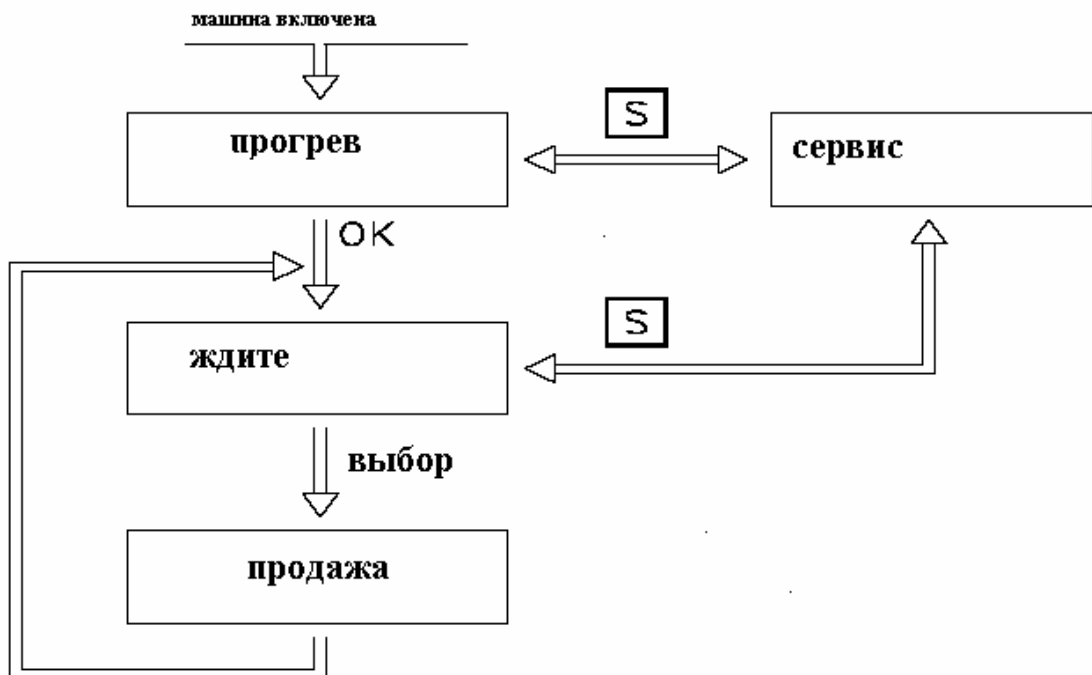 машина включена
прогрев
S
сервис
OK
S
ждите
выбор
продажа